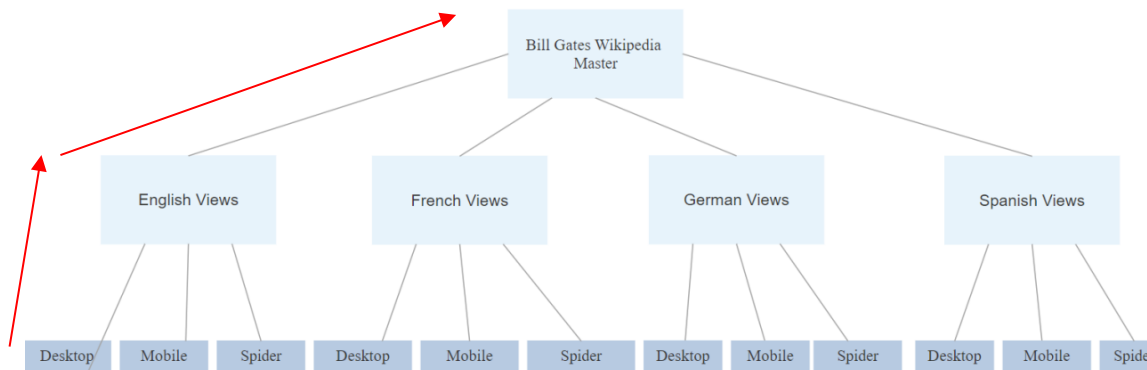 Bill Gates Wikipedia
Master
English Views
French Views
German Views
Spanish Views
Desktop
Mobile
Spider
Desktop
Mobile
Spider
Desktop
Mobile
Spider
Desktop
Mobile
Spide